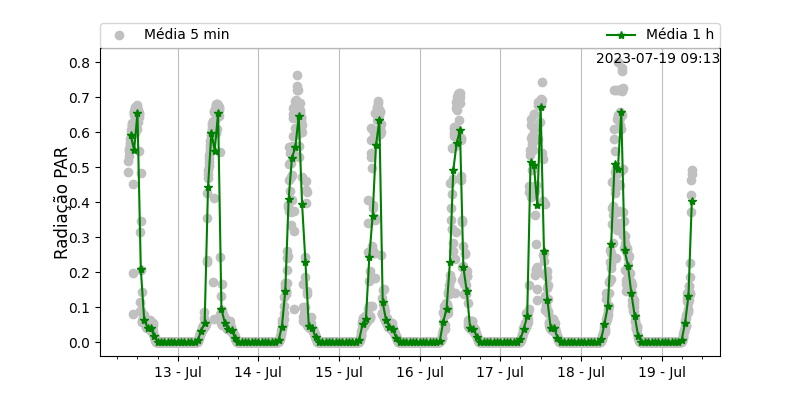 Média 5 min
Média 1 h
2023-07-19 09:13
Radiação PAR
0.8
0.7
0.6
0.5
0.4
0.3
0.2
0.1
0.0
13 - Jul
14 - Jul
15 - Jul
16 - Jul
17 - Jul
18 - Jul
19 - Jul